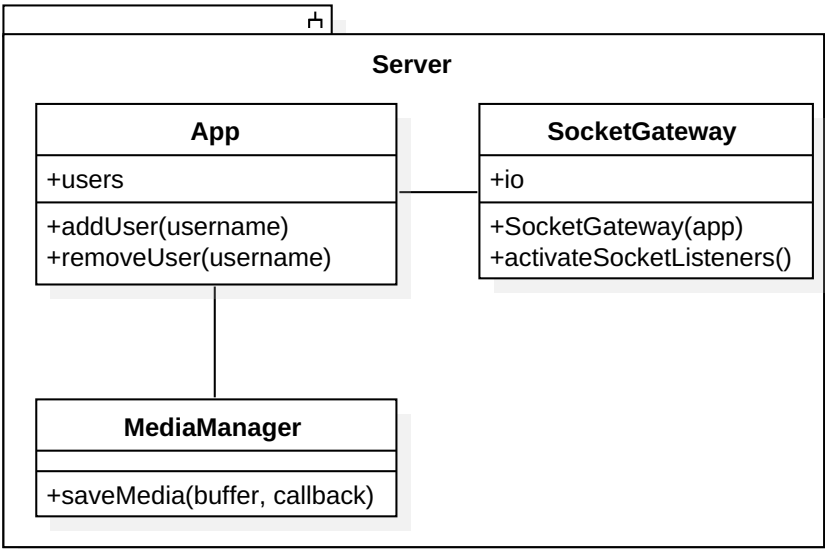 Server
App
+users
+addUser(username)
+removeUser(username)
SocketGateway
+io
+SocketGateway(app)
+activateSocketListeners()
MediaManager
+saveMedia(buffer, callback)